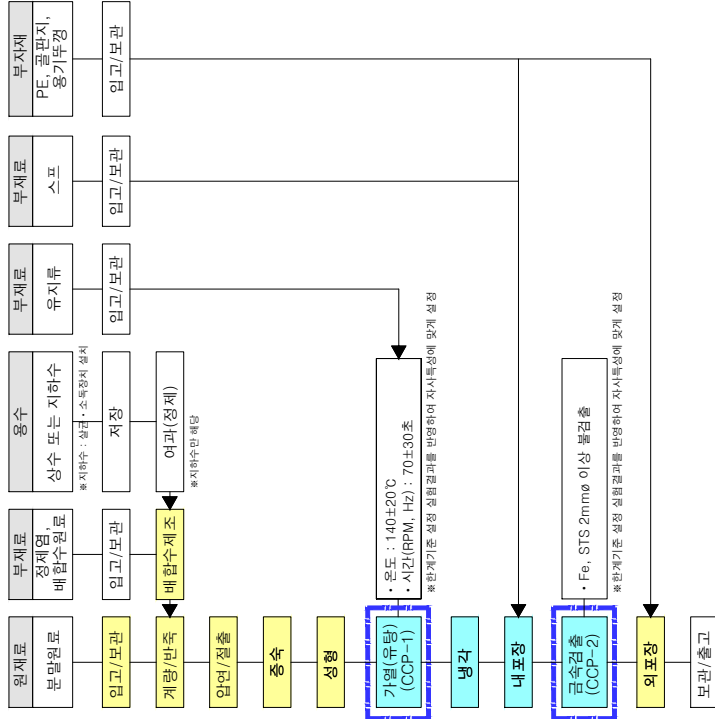 원재료
분말원료
입고/보관
계량/반죽
압연/절출
증숙
성형
가열(유탕)
(CCP-1)
냉각
내포장
금속검출
(CCP-2)
외포장
보관/출고
부재료
정제염,
배합수원료
입고/보관
배합수제조
용수
상수 또는 지하수
※지하수 : 살균·소독장치 설치
저장
여과(정제)
※지하수만 해당
부재료
유지류
입고/보관
부재료
스프
입고/보관
부자재
PE, 골판지,
용기뚜껑
입고/보관
· 온도 : 140±20℃
· 시간(RPM, Hz) : 70±30초
※한계기준 설정 실험결과를 반영하여 자사특성에 맞게 설정
· Fe, STS 2mmø 이상 불검출
※한계기준 설정 실험결과를 반영하여 자사특성에 맞게 설정